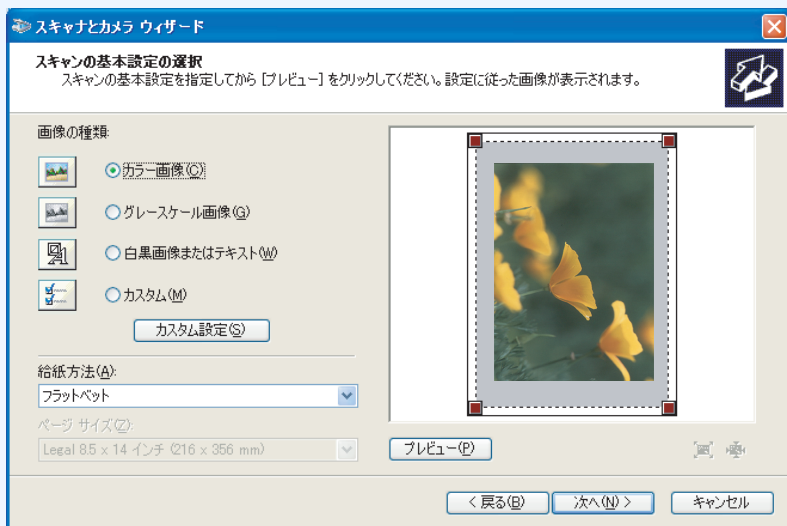 スキャナとカメラ ウィザード
スキャンの基本設定の選択
スキャンの基本設定を指定してから [プレビュー] をクリックしてください。設定に従った画像が表示されます。
画像の種類:
カラー画像(C)
グレースケール画像(G)
白黒画像またはテキスト(W)
カスタム(M)
カスタム設定(S)
給紙方法(A):
フラットベット
ページ サイズ(Z):
Legal 8.5 x 14 インチ (216 x 356 mm)
プレビュー(P)
< 戻る(B)
次へ(N) >
キャンセル